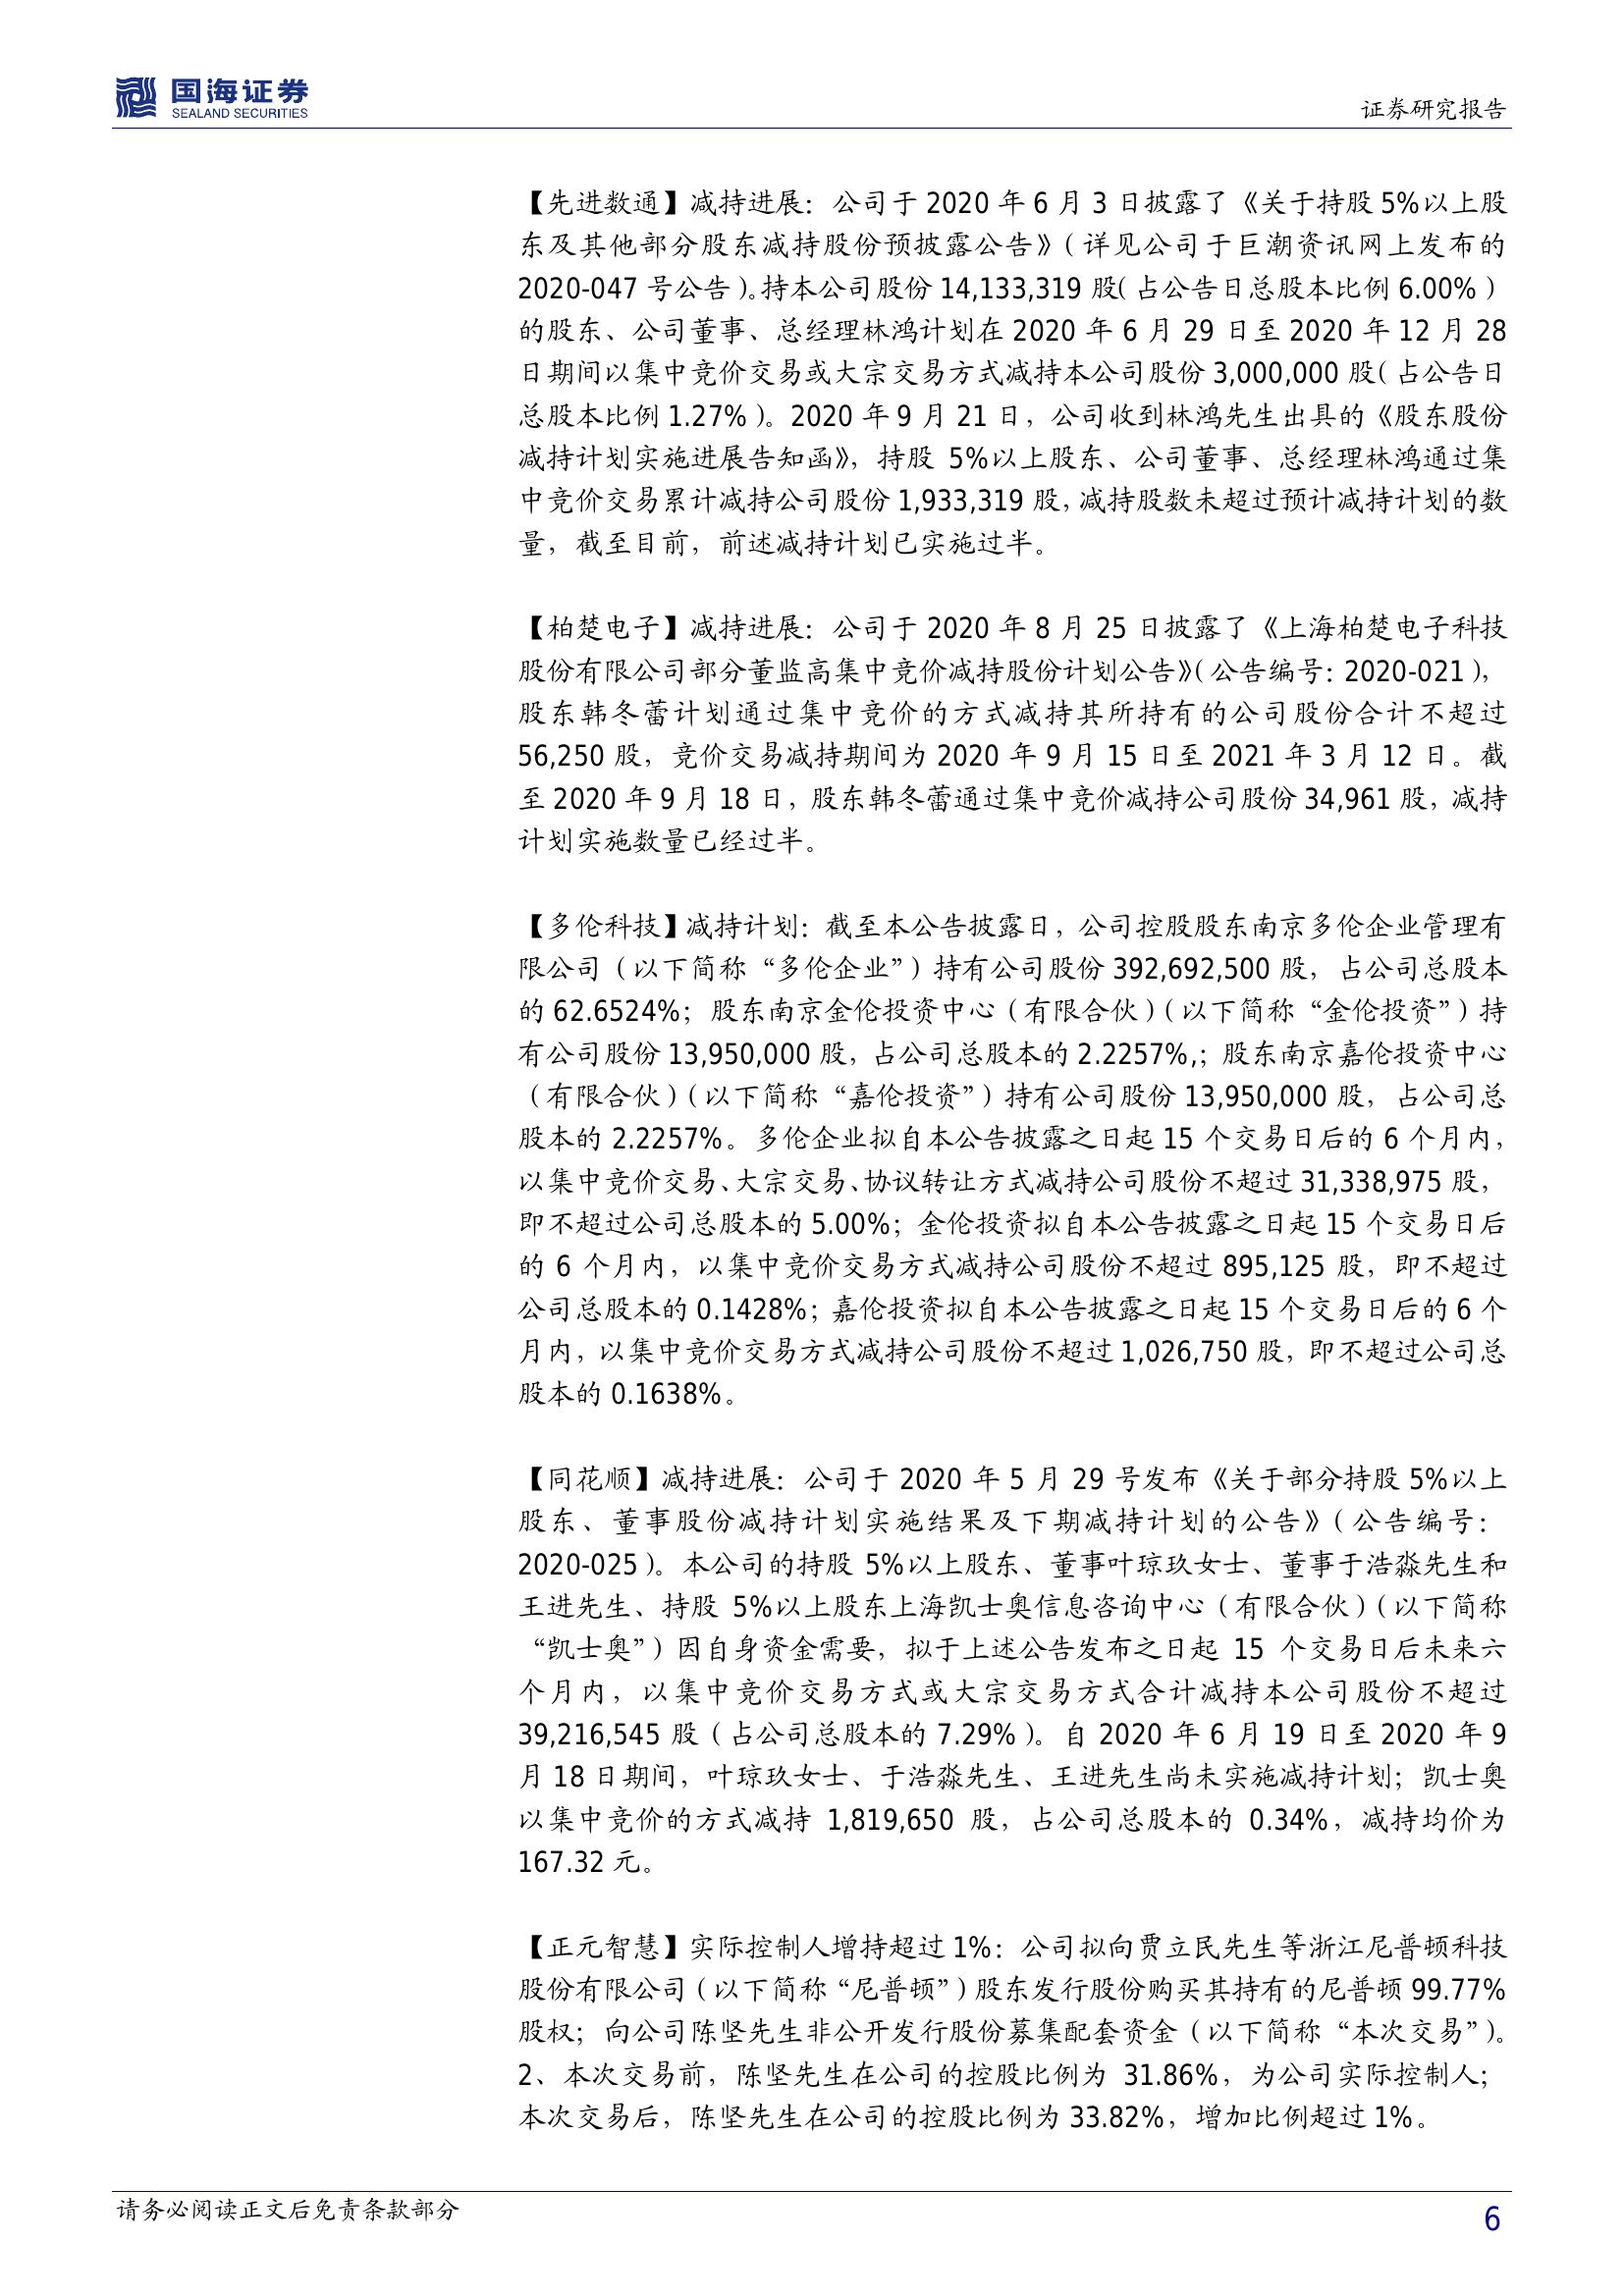 国海证券
SEALAND SECURITIES
证券研究报告
【先进数通】减持进展：公司于 2020 年 6 月 3 日披露了《关于持股 5%以上股
东及其他部分股东减持股份预披露公告》（详见公司于巨潮资讯网上发布的
2020-047 号公告）。持本公司股份 14,133,319 股（占公告日总股本比例 6.00%）
的股东、公司董事、总经理林鸿计划在 2020 年 6 月 29 日至 2020 年 12 月 28
日期间以集中竞价交易或大宗交易方式减持本公司股份 3,000,000 股（占公告日
总股本比例 1.27%）。2020 年 9 月 21 日，公司收到林鸿先生出具的《股东股份
减持计划实施进展告知函》，持股 5%以上股东、公司董事、总经理林鸿通过集
中竞价交易累计减持公司股份 1,933,319 股，减持股数未超过预计减持计划的数
量，截至目前，前述减持计划已实施过半。
【柏楚电子】减持进展：公司于 2020 年 8 月 25 日披露了《上海柏楚电子科技
股份有限公司部分董监高集中竞价减持股份计划公告》（公告编号：2020-021），
股东韩冬蕾计划通过集中竞价的方式减持其所持有的公司股份合计不超过
56,250 股，竞价交易减持期间为 2020 年 9 月 15 日至 2021 年 3 月 12 日。截
至 2020 年 9 月 18 日，股东韩冬蕾通过集中竞价减持公司股份 34,961 股，减持
计划实施数量已经过半。
【多伦科技】减持计划：截至本公告披露日，公司控股股东南京多伦企业管理有
限公司（以下简称“多伦企业”）持有公司股份 392,692,500 股，占公司总股本
的 62.6524%；股东南京金伦投资中心（有限合伙）（以下简称“金伦投资”）持
有公司股份 13,950,000 股，占公司总股本的 2.2257%,；股东南京嘉伦投资中心
（有限合伙）（以下简称“嘉伦投资”）持有公司股份 13,950,000 股，占公司总
股本的 2.2257%。多伦企业拟自本公告披露之日起 15 个交易日后的 6 个月内，
以集中竞价交易、大宗交易、协议转让方式减持公司股份不超过 31,338,975 股，
即不超过公司总股本的 5.00%；金伦投资拟自本公告披露之日起 15 个交易日后
的 6 个月内，以集中竞价交易方式减持公司股份不超过 895,125 股，即不超过
公司总股本的 0.1428%；嘉伦投资拟自本公告披露之日起 15 个交易日后的 6 个
月内，以集中竞价交易方式减持公司股份不超过 1,026,750 股，即不超过公司总
股本的 0.1638%。
【同花顺】减持进展：公司于 2020 年 5 月 29 号发布《关于部分持股 5%以上
股东、董事股份减持计划实施结果及下期减持计划的公告》（公告编号：
2020-025）。本公司的持股 5%以上股东、董事叶琼玖女士、董事于浩淼先生和
王进先生、持股 5%以上股东上海凯士奥信息咨询中心（有限合伙）（以下简称
“凯士奥”）因自身资金需要，拟于上述公告发布之日起 15 个交易日后未来六
个月内，以集中竞价交易方式或大宗交易方式合计减持本公司股份不超过
39,216,545 股（占公司总股本的 7.29%）。自 2020 年 6 月 19 日至 2020 年 9
月 18 日期间，叶琼玖女士、于浩淼先生、王进先生尚未实施减持计划；凯士奥
以集中竞价的方式减持 1,819,650 股，占公司总股本的 0.34%，减持均价为
167.32 元。
【正元智慧】实际控制人增持超过 1%：公司拟向贾立民先生等浙江尼普顿科技
股份有限公司（以下简称“尼普顿”）股东发行股份购买其持有的尼普顿 99.77%
股权；向公司陈坚先生非公开发行股份募集配套资金（以下简称“本次交易”）。
2、本次交易前，陈坚先生在公司的控股比例为 31.86%，为公司实际控制人；
本次交易后，陈坚先生在公司的控股比例为 33.82%，增加比例超过 1%。
请务必阅读正文后免责条款部分
6